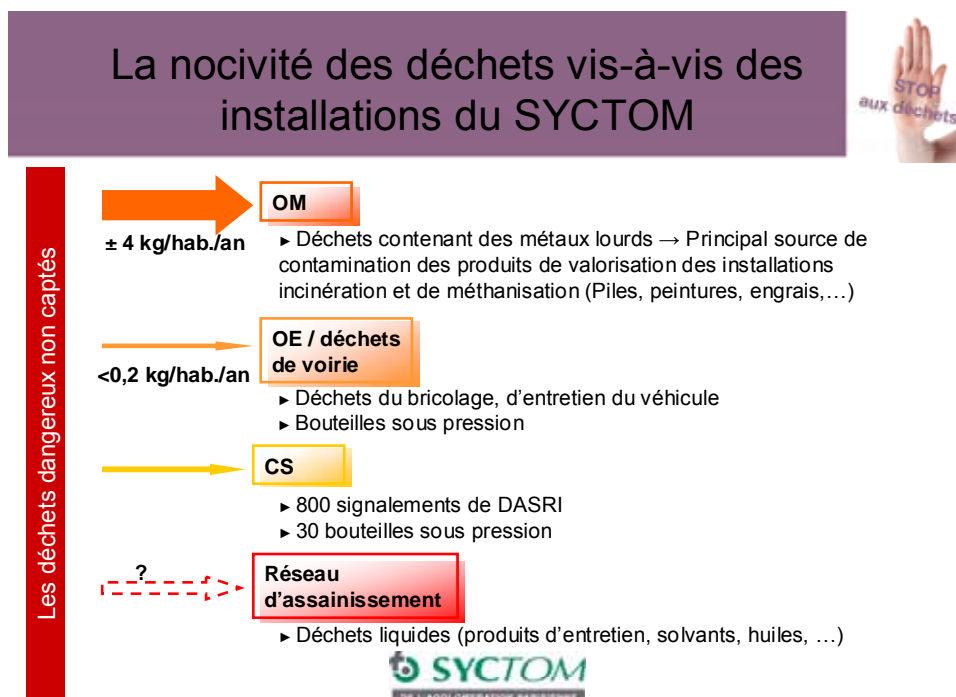 La nocivité des déchets vis-à-vis des
installations du SYCTOM
STOP
aux déchets
Les déchets dangereux non captés
OM
± 4 kg/hab./an
► Déchets contenant des métaux lourds → Principal source de
contamination des produits de valorisation des installations
incinération et de méthanisation (Piles, peintures, engrais,…)
OE / déchets
de voirie
<0,2 kg/hab./an
► Déchets du bricolage, d’entretien du véhicule
► Bouteilles sous pression
CS
► 800 signalements de DASRI
► 30 bouteilles sous pression
?
Réseau
d’assainissement
► Déchets liquides (produits d’entretien, solvants, huiles, …)
SYCTOM
DE L'AGGLOMÉRATION PARISIENNE